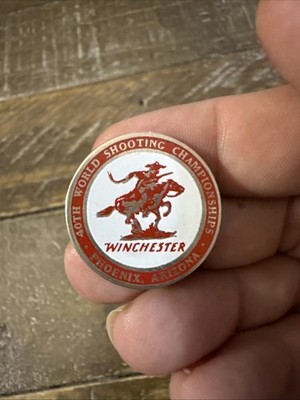 40TH WORLD SHOOTING CHAMPIONSHIPS
WINCHESTER
• PHOENIX, ARIZONA •